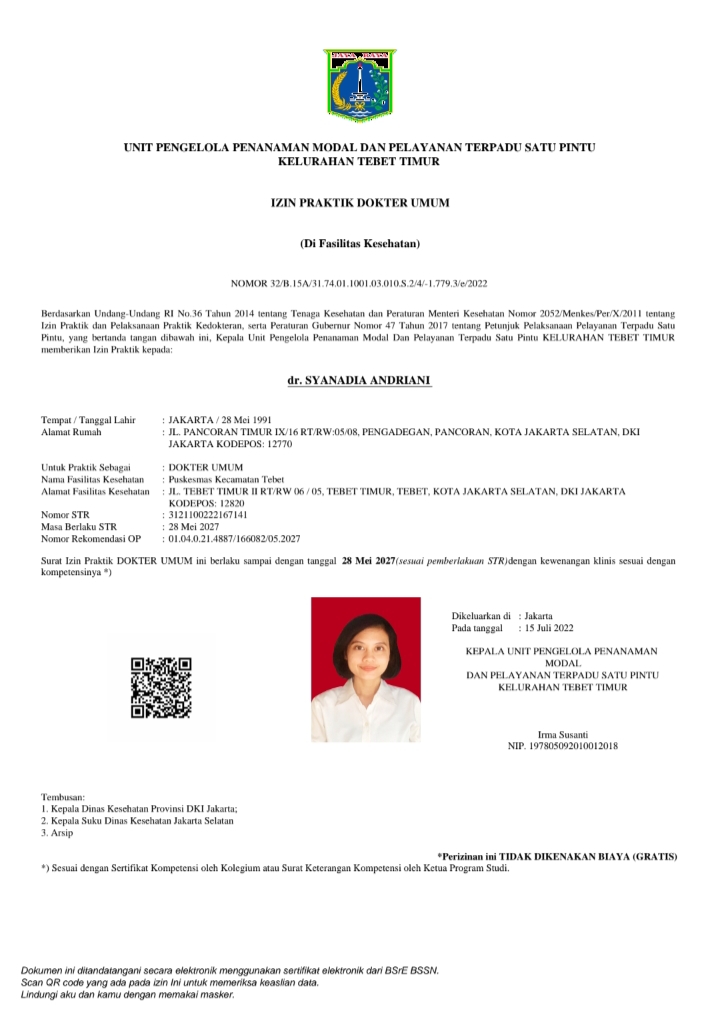 UNIT PENGELOLA PENANAMAN MODAL DAN PELAYANAN TERPADU SATU PINTU
KELURAHAN TEBET TIMUR
IZIN PRAKTIK DOKTER UMUM
(Di Fasilitas Kesehatan)
NOMOR 32/B.15A/31.74.01.1001.03.010.S.2/4/-1.779.3/e/2022
Berdasarkan Undang-Undang RI No.36 Tahun 2014 tentang Tenaga Kesehatan dan Peraturan Menteri Kesehatan Nomor 2052/Menkes/Per/X/2011 tentang
Izin Praktik dan Pelaksanaan Praktik Kedokteran, serta Peraturan Gubernur Nomor 47 Tahun 2017 tentang Petunjuk Pelaksanaan Pelayanan Terpadu Satu
Pintu, yang bertanda tangan dibawah ini, Kepala Unit Pengelola Penanaman Modal Dan Pelayanan Terpadu Satu Pintu KELURAHAN TEBET TIMUR
memberikan Izin Praktik kepada:
dr. SYANADIA ANDRIANI
Tempat / Tanggal Lahir : JAKARTA / 28 Mei 1991
Alamat Rumah : JL. PANCORAN TIMUR IX/16 RT/RW:05/08, PENGADEGAN, PANCORAN, KOTA JAKARTA SELATAN, DKI
JAKARTA KODEPOS: 12770
Untuk Praktik Sebagai : DOKTER UMUM
Nama Fasilitas Kesehatan : Puskesmas Kecamatan Tebet
Alamat Fasilitas Kesehatan : JL. TEBET TIMUR II RT/RW 06 / 05, TEBET TIMUR, TEBET, KOTA JAKARTA SELATAN, DKI JAKARTA
KODEPOS: 12820
Nomor STR : 3121100222167141
Masa Berlaku STR : 28 Mei 2027
Nomor Rekomendasi OP : 01.04.0.21.4887/166082/05.2027
Surat Izin Praktik DOKTER UMUM ini berlaku sampai dengan tanggal 28 Mei 2027(sesuai pemberlakuan STR)dengan kewenangan klinis sesuai dengan
kompetensinya *)
Dikeluarkan di : Jakarta
Pada tanggal : 15 Juli 2022
KEPALA UNIT PENGELOLA PENANAMAN
MODAL
DAN PELAYANAN TERPADU SATU PINTU
KELURAHAN TEBET TIMUR
Irma Susanti
NIP. 197805092010012018
Tembusan:
1. Kepala Dinas Kesehatan Provinsi DKI Jakarta;
2. Kepala Suku Dinas Kesehatan Jakarta Selatan
3. Arsip
*Perizinan ini TIDAK DIKENAKAN BIAYA (GRATIS)
*) Sesuai dengan Sertifikat Kompetensi oleh Kolegium atau Surat Keterangan Kompetensi oleh Ketua Program Studi.
Dokumen ini ditandatangani secara elektronik menggunakan sertifikat elektronik dari BSrE BSSN.
Scan QR code yang ada pada izin Ini untuk memeriksa keaslian data.
Lindungi aku dan kamu dengan memakai masker.